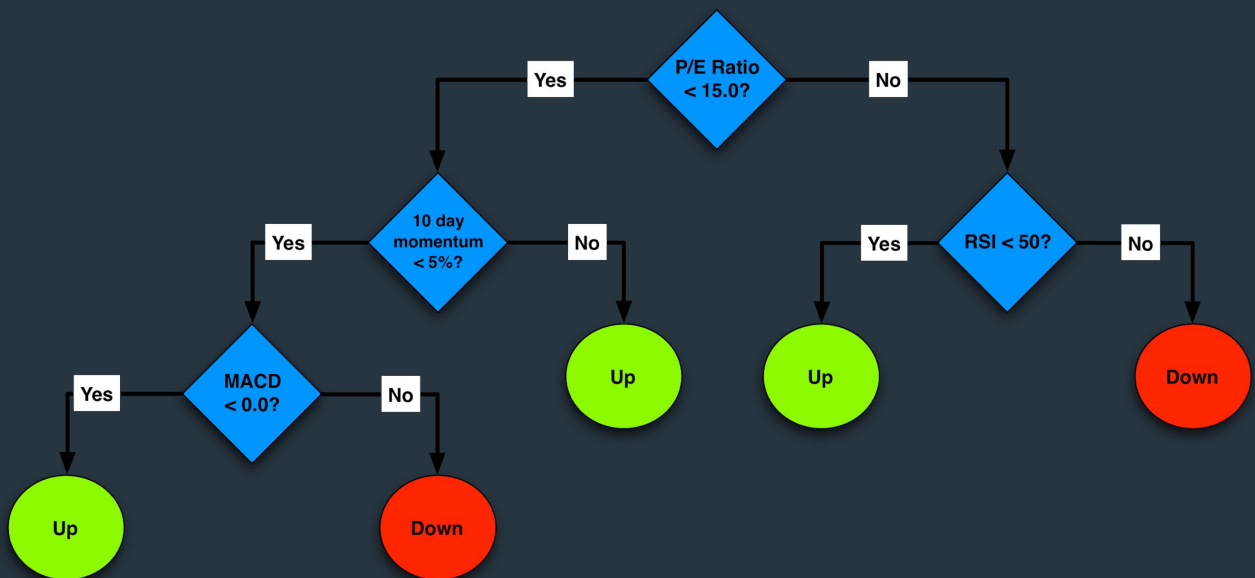 P/E Ratio
< 15.0?
Yes
No
10 day
momentum
< 5%?
Yes
No
RSI < 50?
Yes
No
MACD
< 0.0?
Yes
No
Up
Up
Down
Up
Down